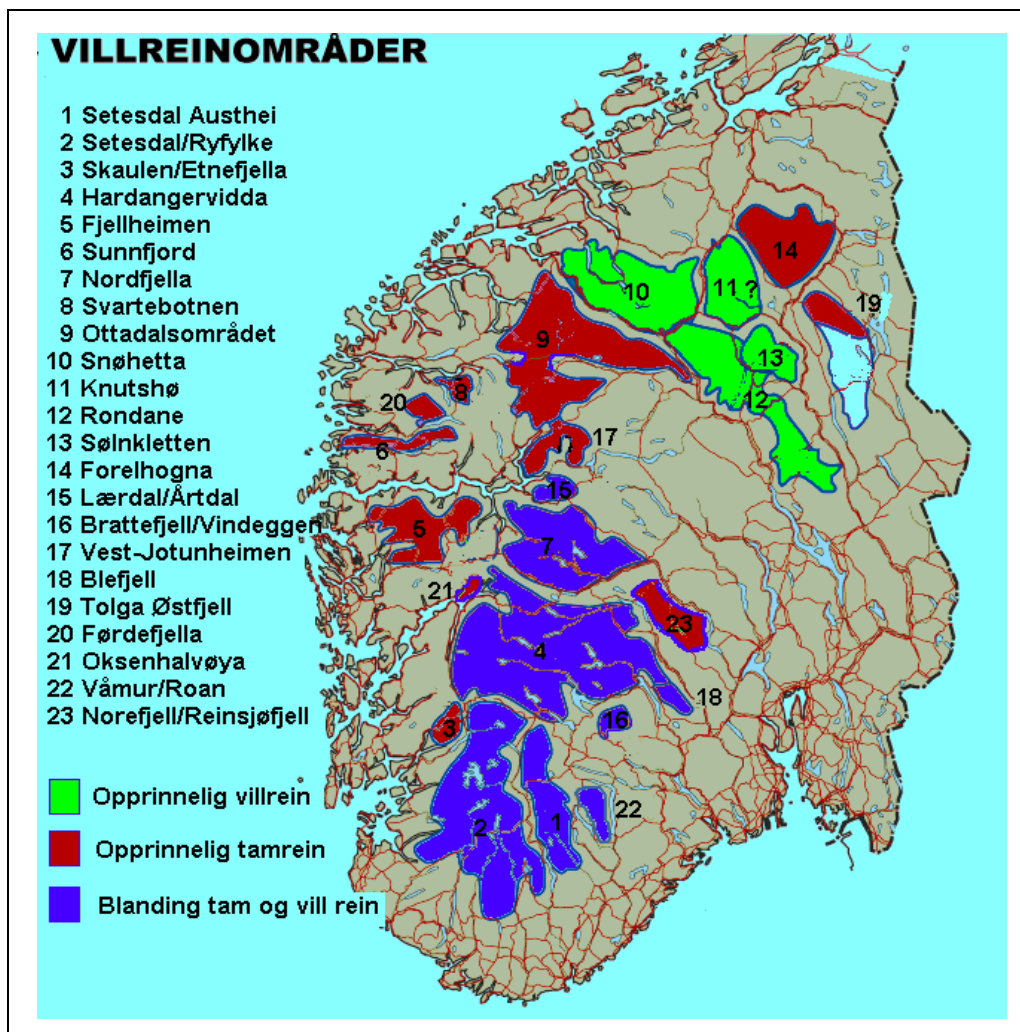 VILLREINOMRÅDER
1 Setesdal Austhei
2 Setesdal/Ryfylke
3 Skaulen/Etnefjella
4 Hardangervidda
5 Fjellheimen
6 Sunnfjord
7 Nordfjella
8 Svartebotnen
9 Ottadalsområdet
10 Snøhetta
11 Knutshø
12 Rondane
13 Sølnkletten
14 Forelhogna
15 Lærdal/Årtdal
16 Brattefjell/Vindeggen
17 Vest-Jotunheimen
18 Blefjell
19 Tolga Østfjell
20 Førdefjella
21 Oksenhalvøya
22 Våmur/Roan
23 Norefjell/Reinsjøfjell
Opprinnelig villrein
Opprinnelig tamrein
Blanding tam og vill rein
14
10
11 ?
19
9
13
8
20
12
6
17
15
5
7
21
23
4
18
3
16
22
2
1